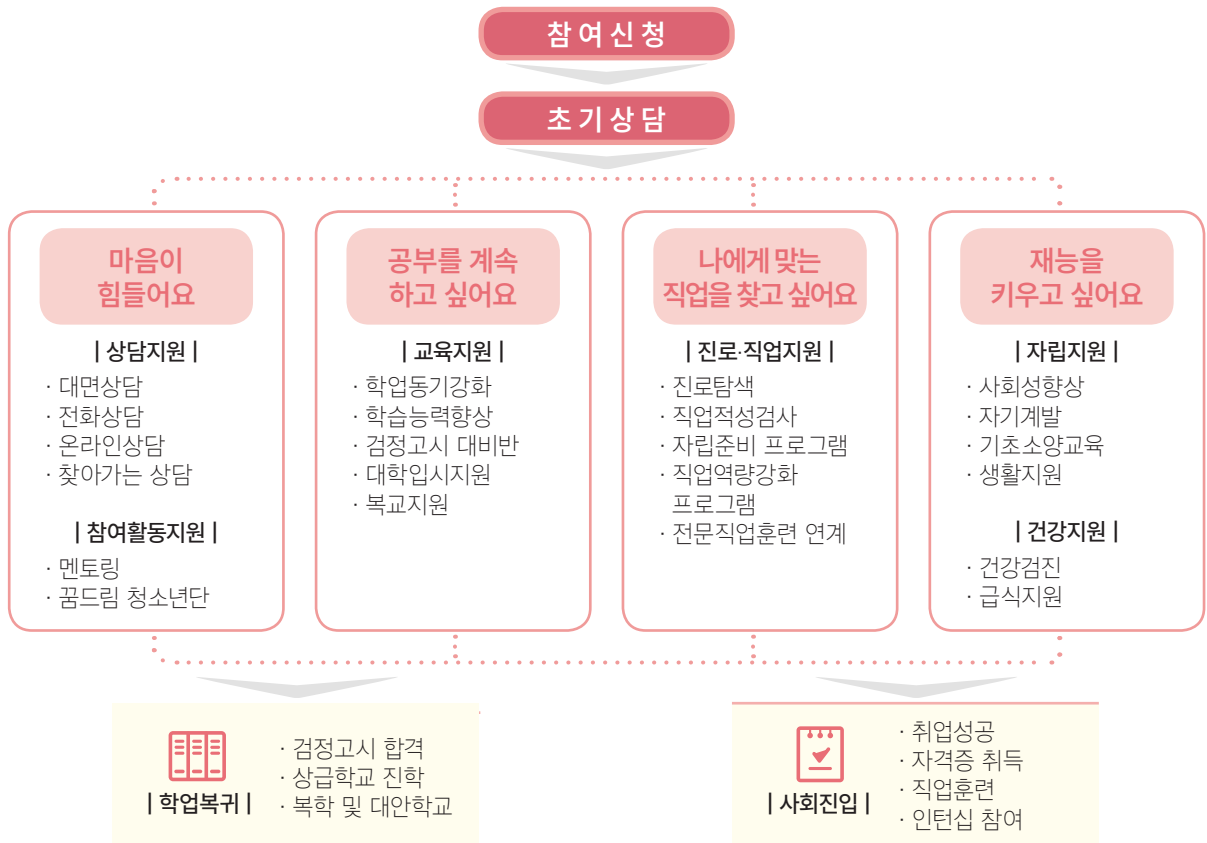 참여신청
초기상담
마음이
힘들어요
| 상담지원 |
· 대면상담
· 전화상담
· 온라인상담
· 찾아가는 상담
| 참여활동지원 |
· 멘토링
· 꿈드림 청소년단
공부를 계속
하고 싶어요
| 교육지원 |
· 학업동기강화
· 학습능력향상
· 검정고시 대비반
· 대학입시지원
· 복교지원
나에게 맞는
직업을 찾고 싶어요
| 진로·직업지원 |
· 진로탐색
· 직업적성검사
· 자립준비 프로그램
· 직업역량강화
프로그램
· 전문직업훈련 연계
재능을
키우고 싶어요
| 자립지원 |
· 사회성향상
· 자기계발
· 기초소양교육
· 생활지원
| 건강지원 |
· 건강검진
· 급식지원
| 학업복귀 |
· 검정고시 합격
· 상급학교 진학
· 복학 및 대안학교
| 사회진입 |
· 취업성공
· 자격증 취득
· 직업훈련
· 인턴십 참여